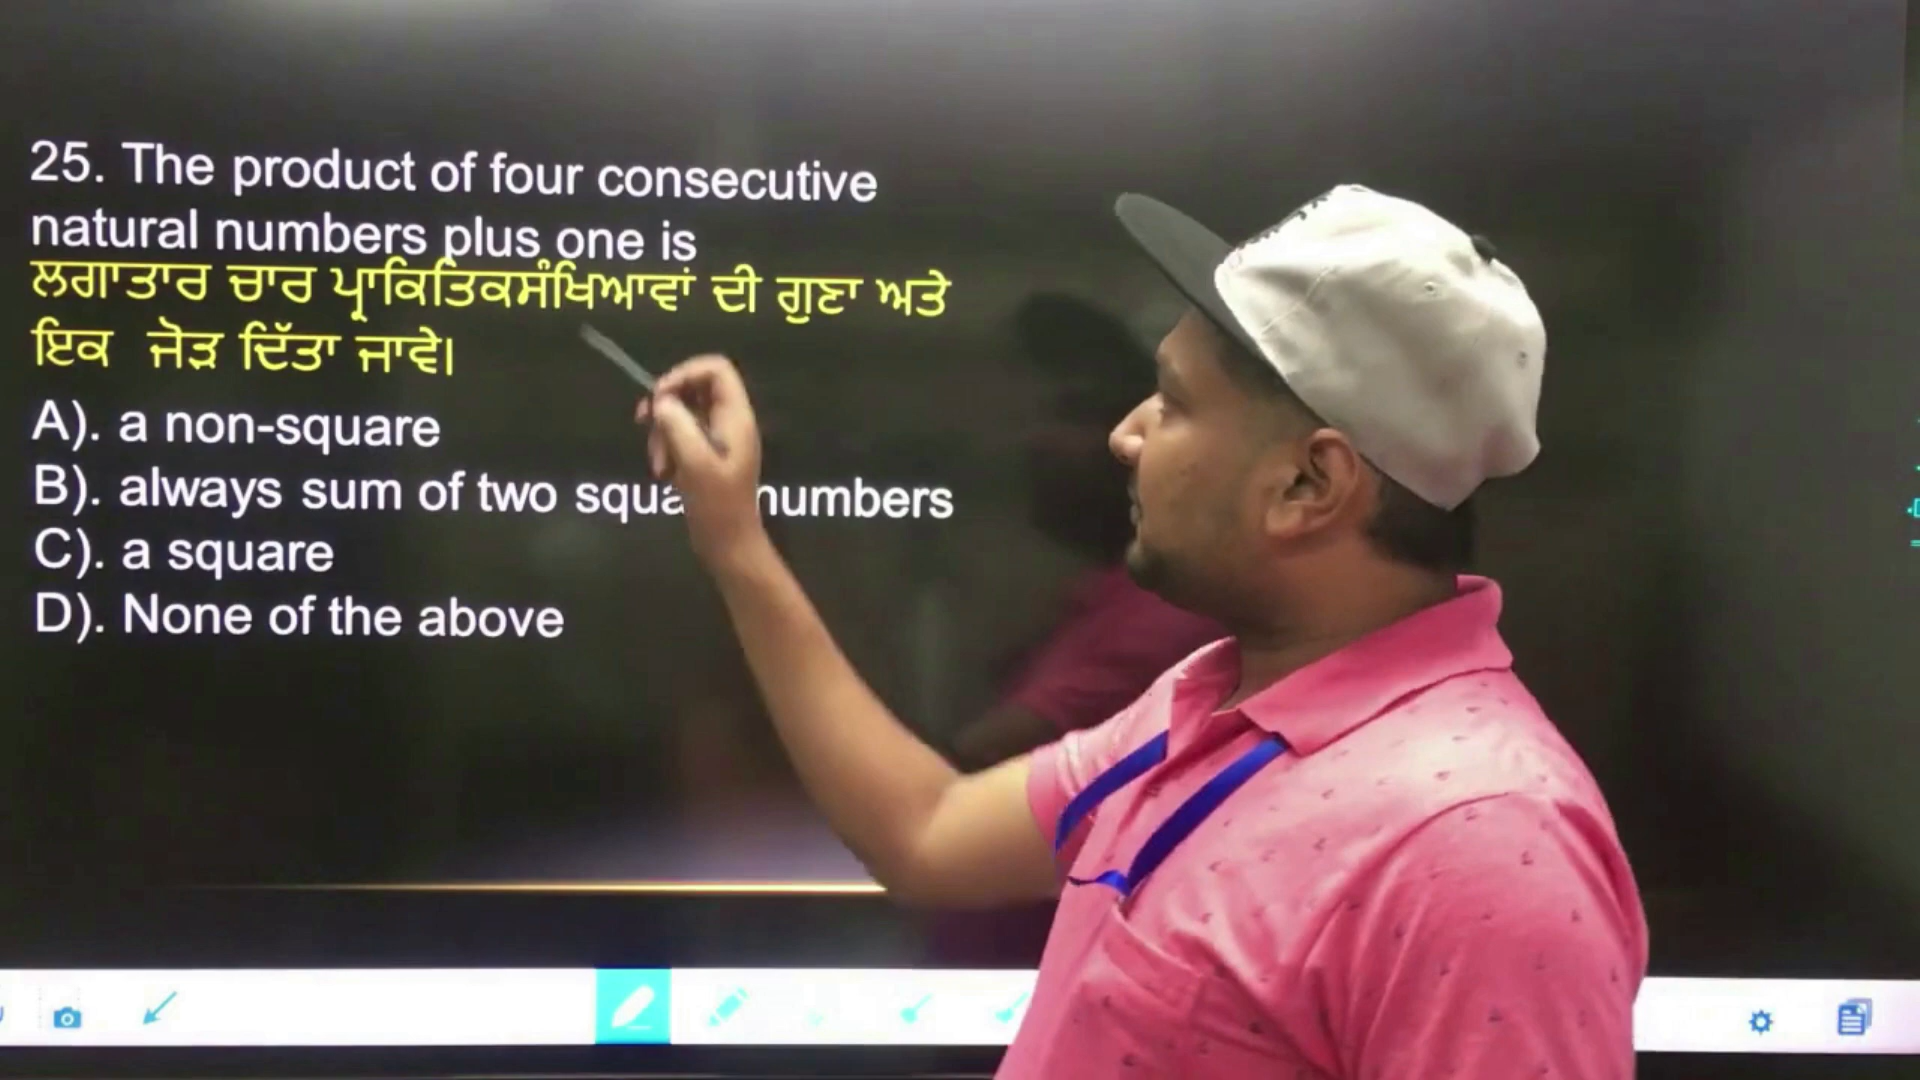 25. The product of four consecutive
natural numbers plus one is
ਲਗਾਤਾਰ ਚਾਰ ਪ੍ਰਾਕਿਤਿਕਸੰਖਿਆਵਾਂ ਦੀ ਗੁਣਾ ਅਤੇ
ਇਕ ਜੋੜ ਦਿੱਤਾ ਜਾਵੇ।
A). a non-square
B). always sum of two numbers
C). a square
D). None of the above